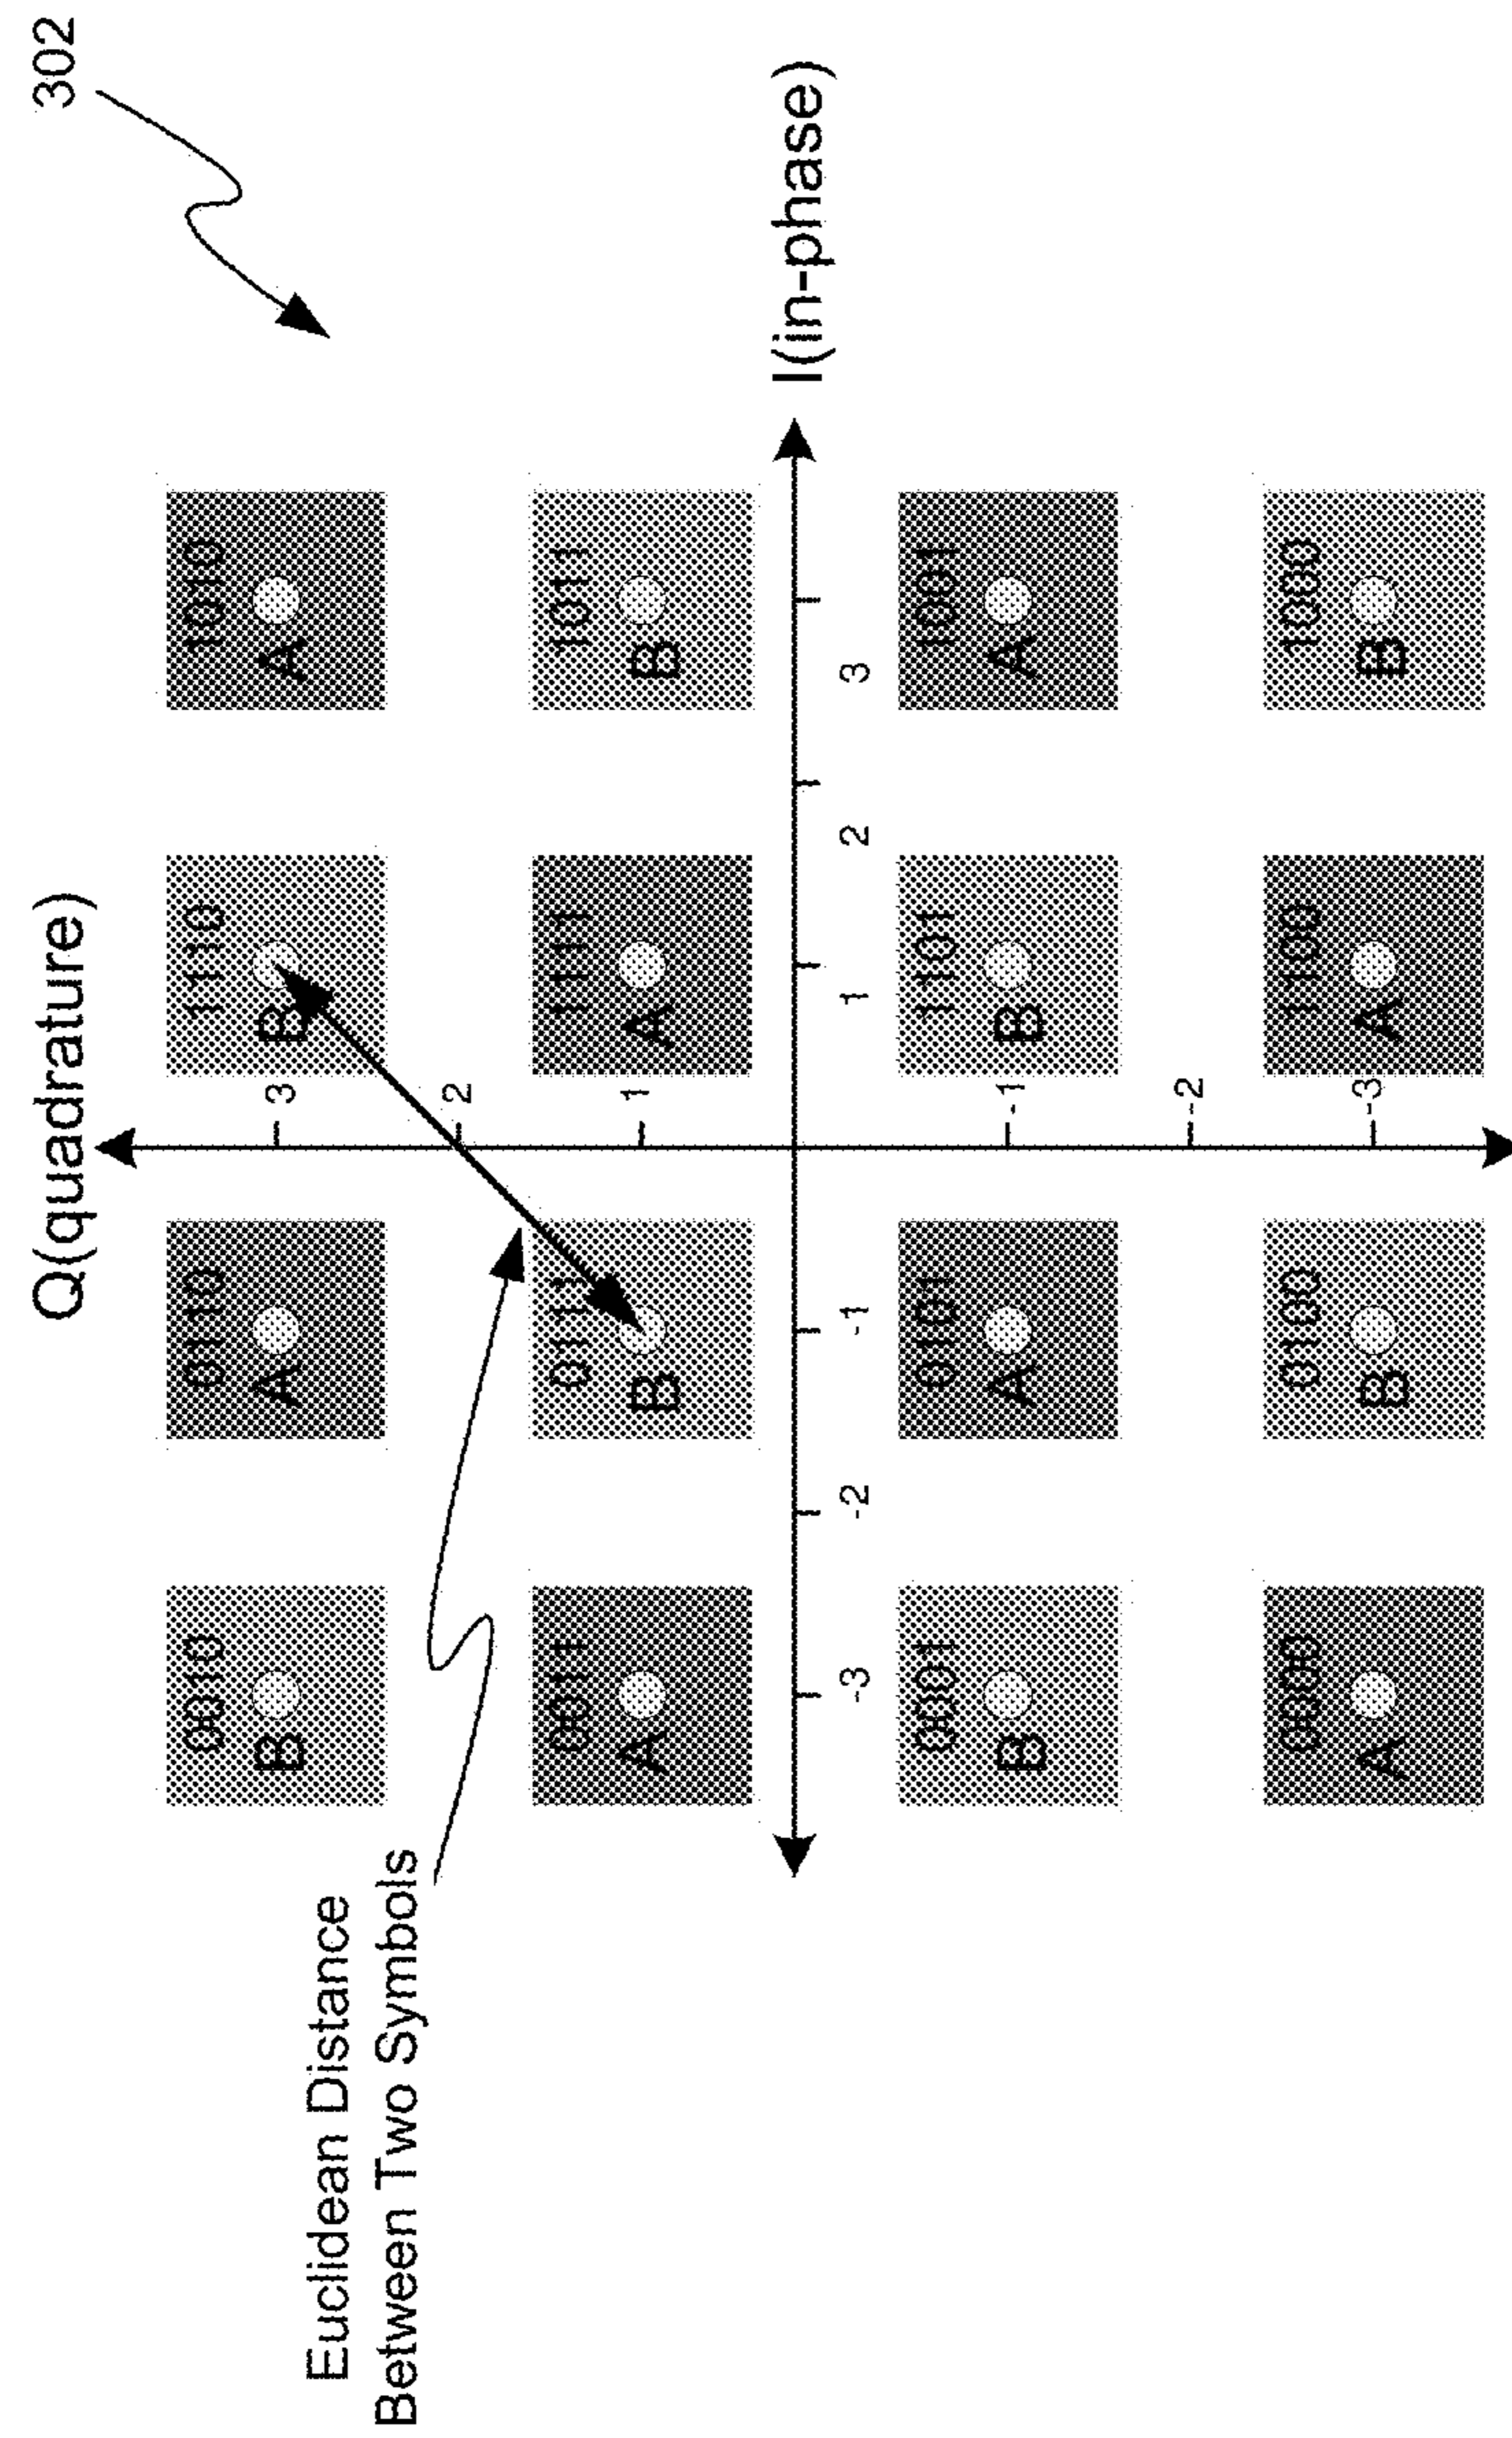 302
Q(quadrature)
Euclidean Distance
Between Two Symbols
0010
B
0110
A
1110
B
1010
A
3
2
0011
A
0111
B
1111
A
1011
B
1
I(in-phase)
-3
-2
-1
1
2
3
0001
B
0101
A
1101
B
1001
A
-1
-2
0000
A
0100
B
1100
A
1000
B
-3